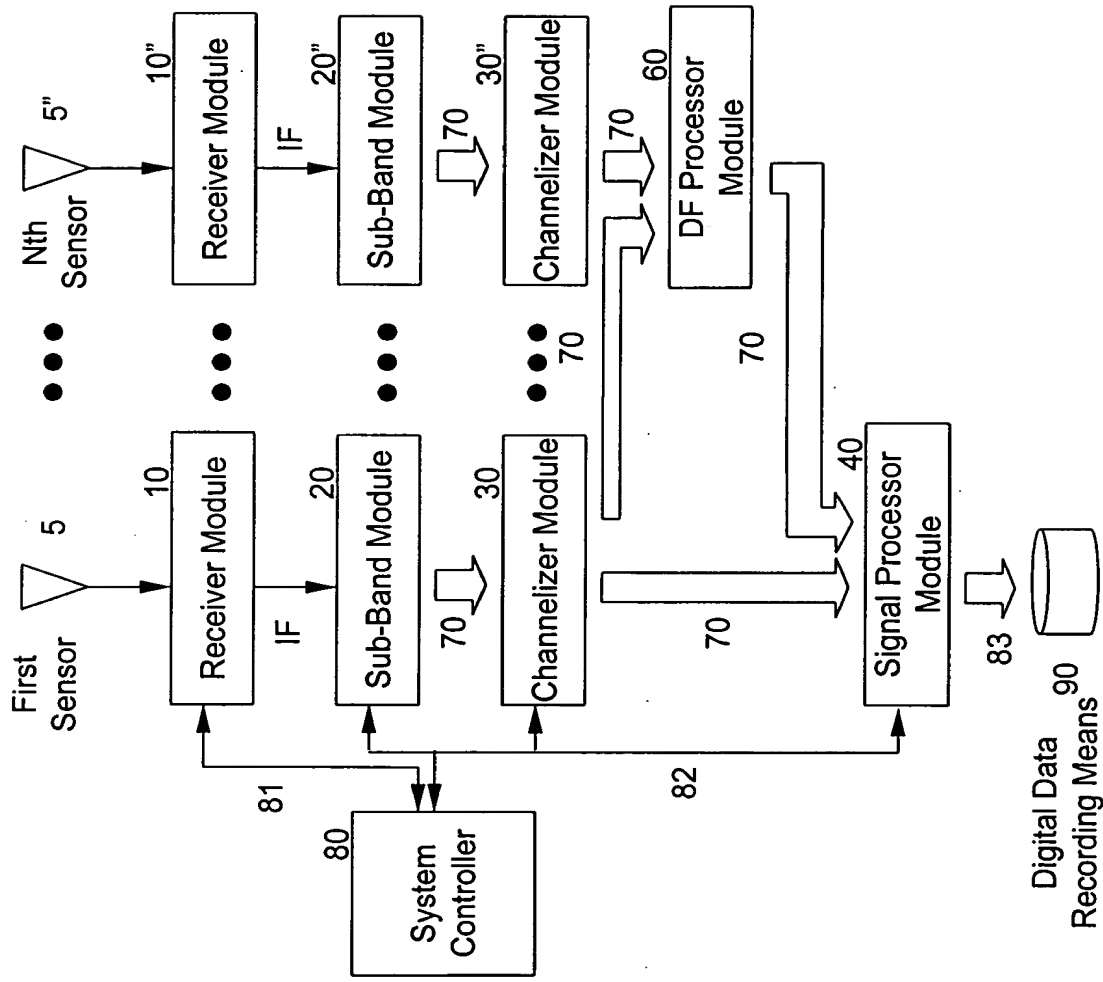 First
Sensor
5
Nth
Sensor
5"
10
Receiver Module
10"
Receiver Module
IF
IF
20
Sub-Band Module
20"
Sub-Band Module
70
70
30
Channelizer Module
30"
Channelizer Module
70
70
60
DF Processor
Module
70
70
80
System
Controller
81
82
40
Signal Processor
Module
83
90
Digital Data
Recording Means